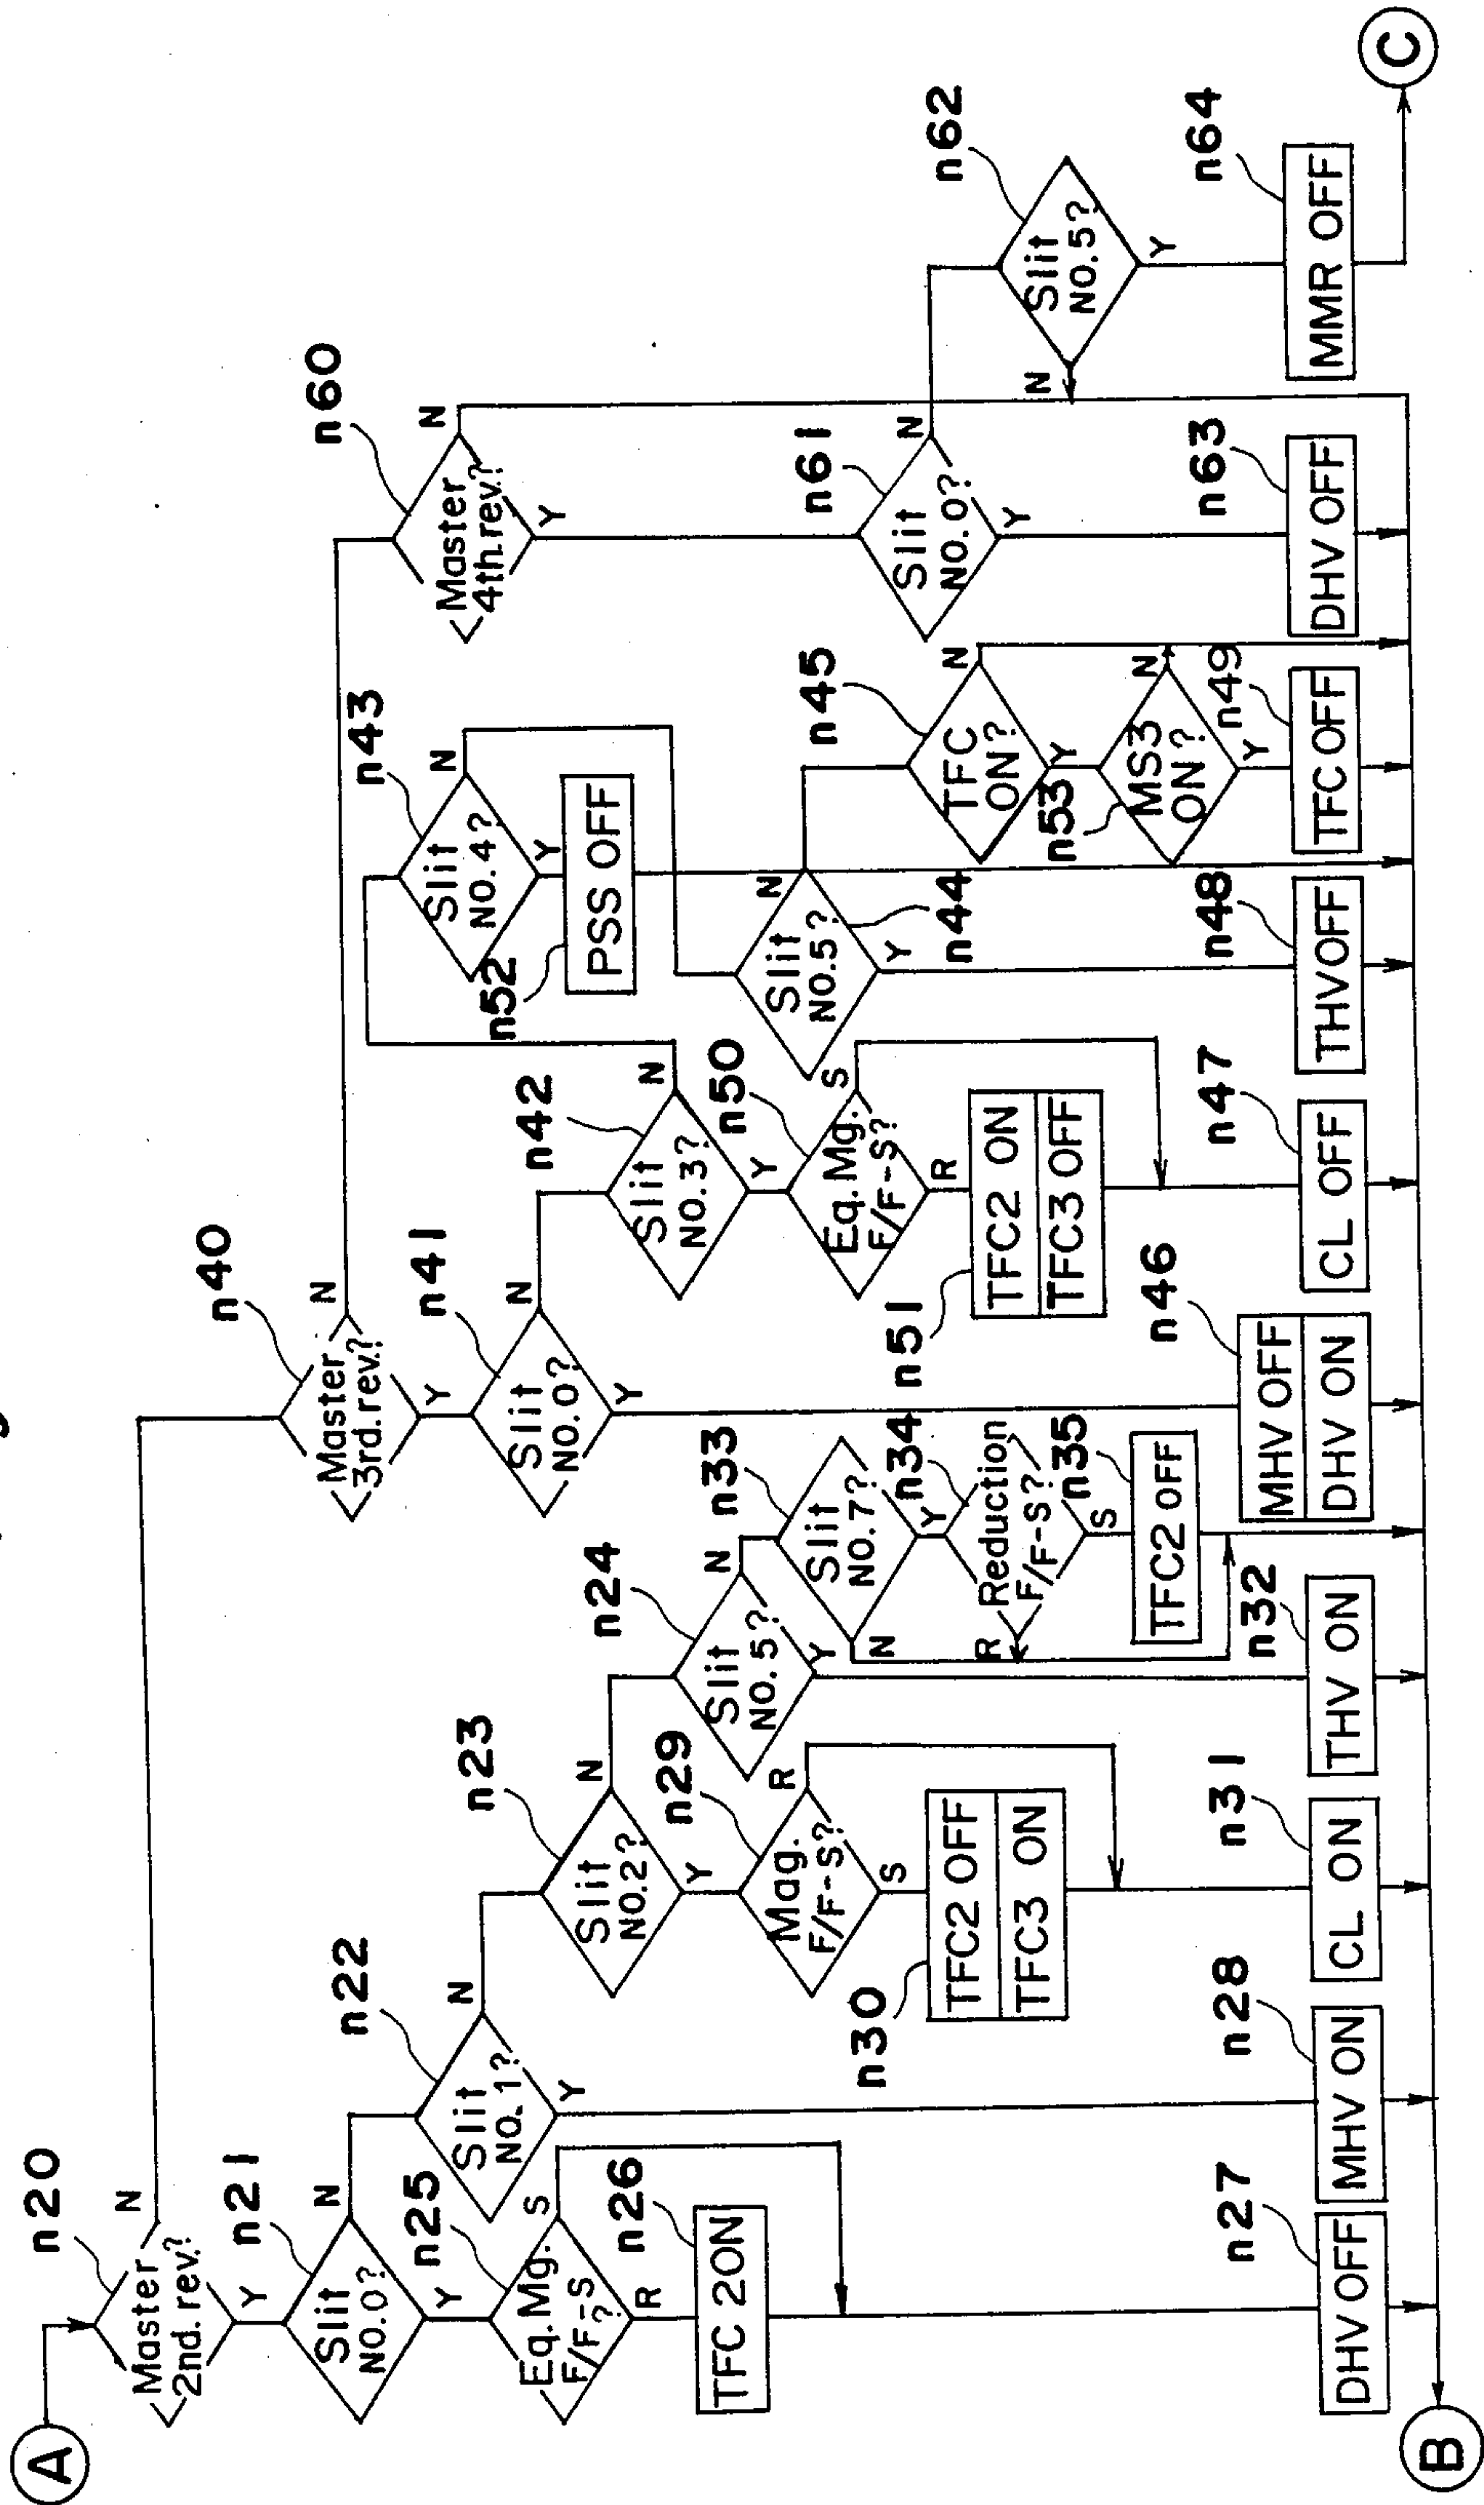 A
n20
Master
2nd.rev.?
N
Y
n21
Slit
No.0?
N
Y
n25
Eq.Mg.
F/F-S
?
S
R
n26
TFC 2ON
n27
DHV OFF
B
n22
Slit
No.1?
N
Y
n28
MHV ON
n23
Slit
No.2?
N
Y
n29
Mag.
F/F-S?
R
S
n30
TFC2 OFF
TFC3 ON
n31
CL ON
n24
Slit
No.5?
N
Y
n32
THV ON
n33
Slit
No.7?
N
Y
n34
Reduction
F/F-S?
R
S
n35
TFC2 OFF
n40
Master
3rd.rev.?
N
Y
n41
Slit
No.0?
N
Y
n46
MHV OFF
DHV ON
n42
Slit
No.3?
N
Y
n50
Eq.Mg.
F/F-S?
S
R
n51
TFC2 ON
TFC3 OFF
n47
CL OFF
n43
Slit
No.4?
N
Y
n52
PSS OFF
n44
Slit
No.5?
N
Y
n48
THV OFF
n45
TFC
ON?
N
Y
n53
MS3
ON?
N
Y
n49
TFC OFF
n60
Master
4th.rev.?
N
Y
n61
Slit
No.0?
N
Y
n63
DHV OFF
n62
Slit
No.5?
N
Y
n64
MMR OFF
C